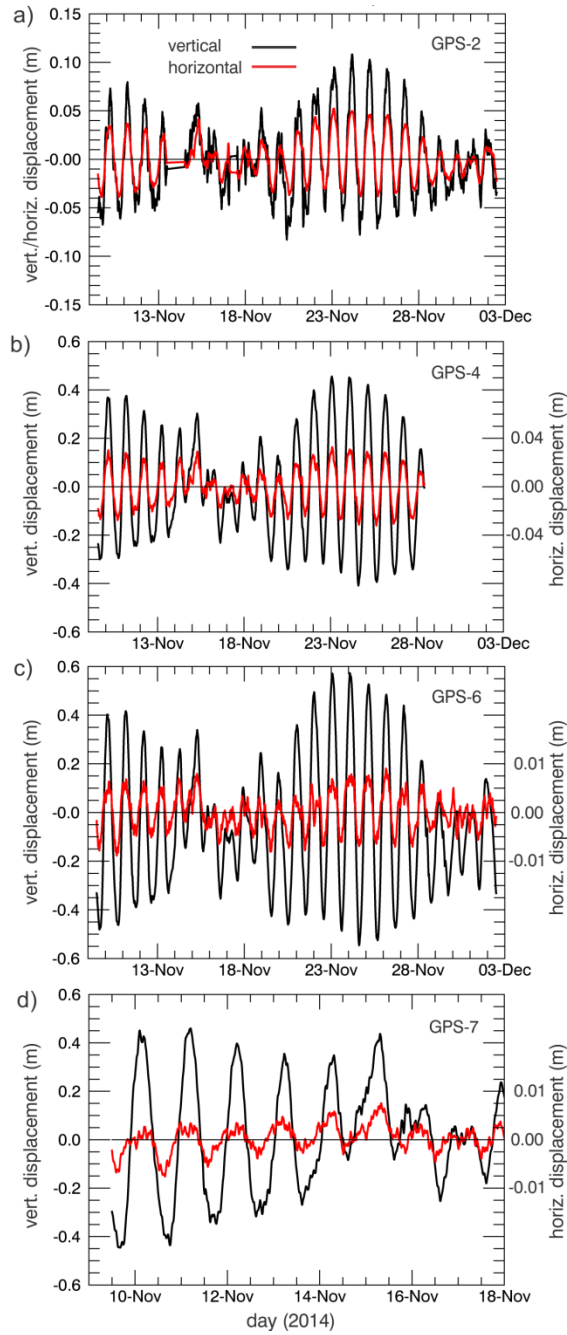 a)
0.15
vertical
horizontal
GPS-2
0.10
0.05
-0.00
-0.05
-0.10
-0.15
vert./horiz. displacement (m)
13-Nov 18-Nov 23-Nov 28-Nov 03-Dec
b)
0.6
GPS-4
0.4
0.2
-0.0
-0.2
-0.4
-0.6
vert. displacement (m)
0.04
0.00
-0.04
horiz. displacement (m)
13-Nov 18-Nov 23-Nov 28-Nov 03-Dec
c)
0.6
GPS-6
0.4
0.2
-0.0
-0.2
-0.4
-0.6
vert. displacement (m)
0.01
0.00
-0.01
horiz. displacement (m)
13-Nov 18-Nov 23-Nov 28-Nov 03-Dec
d)
0.6
GPS-7
0.4
0.2
0.0
-0.2
-0.4
-0.6
vert. displacement (m)
0.01
0.00
-0.01
horiz. displacement (m)
10-Nov 12-Nov 14-Nov 16-Nov 18-Nov
day (2014)